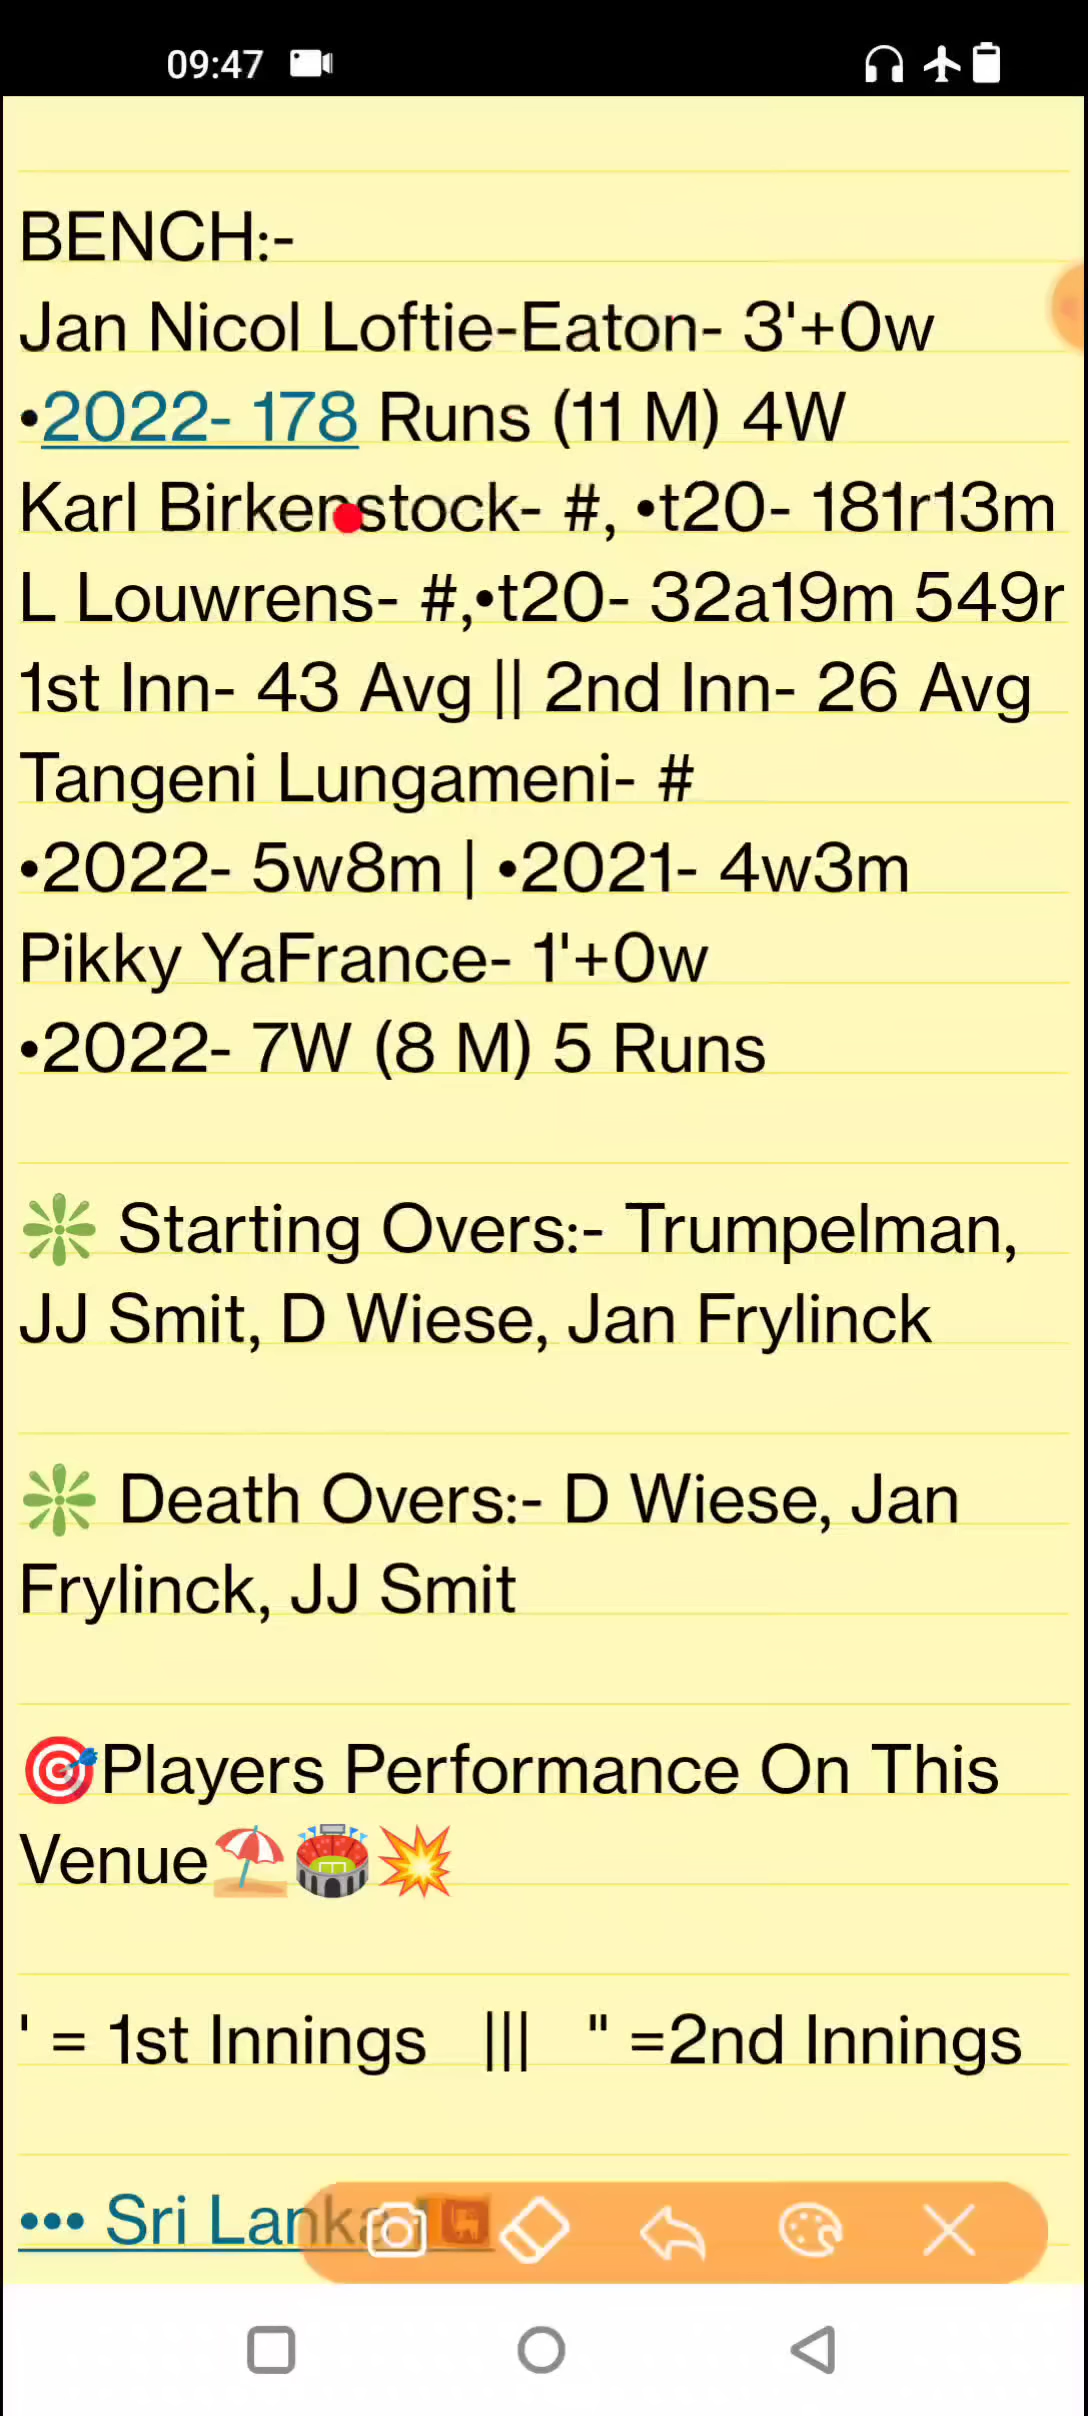 09:47
BENCH:-
Jan Nicol Loftie-Eaton- 3'+0w
•2022- 178 Runs (11 M) 4W
Karl Birkenstock- #, •t20- 181r13m
L Louwrens- #,•t20- 32a19m 549r
1st Inn- 43 Avg || 2nd Inn- 26 Avg
Tangeni Lungameni- #
•2022- 5w8m | •2021- 4w3m
Pikky YaFrance- 1'+0w
•2022- 7W (8 M) 5 Runs
Starting Overs:- Trumpelman,
JJ Smit, D Wiese, Jan Frylinck
Death Overs:- D Wiese, Jan
Frylinck, JJ Smit
Players Performance On This
Venue
' = 1st Innings ||| " =2nd Innings
••• Sri Lanka